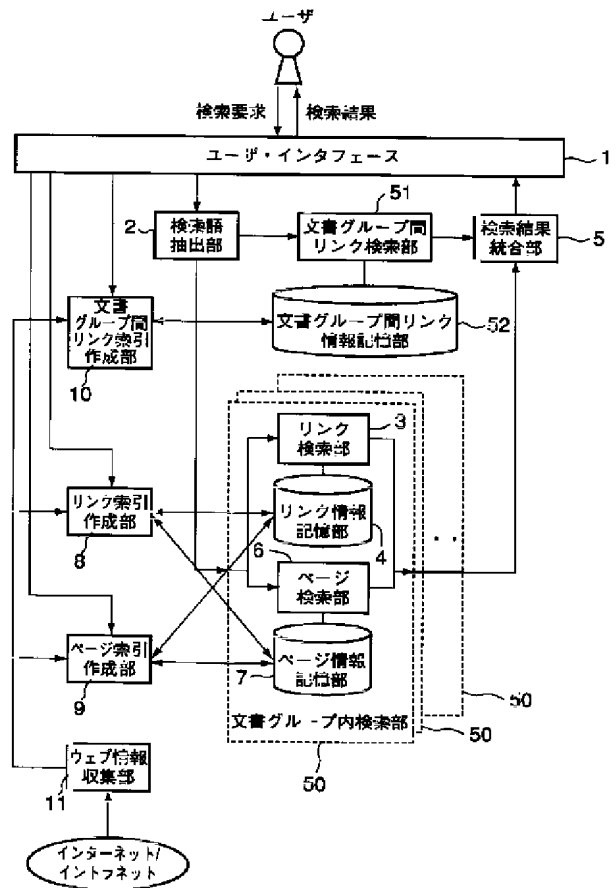 ユーザ
検索要求
検索結果
ユーザ・インタフェース
1
51
2
検索語
抽出部
文書グループ間
リンク検索部
検索結果
統合部
5
文書
グループ間
リンク索引
作成部
10
文書グループ間リンク
情報記憶部
52
リンク
検索部
3
リンク索引
作成部
8
リンク情報
記憶部
4
6
ページ
検索部
ページ索引
作成部
9
7
ページ情報
記憶部
文書グループ内検索部
50
50
50
ウェブ情報
収集部
11
インターネット/
イントラネット